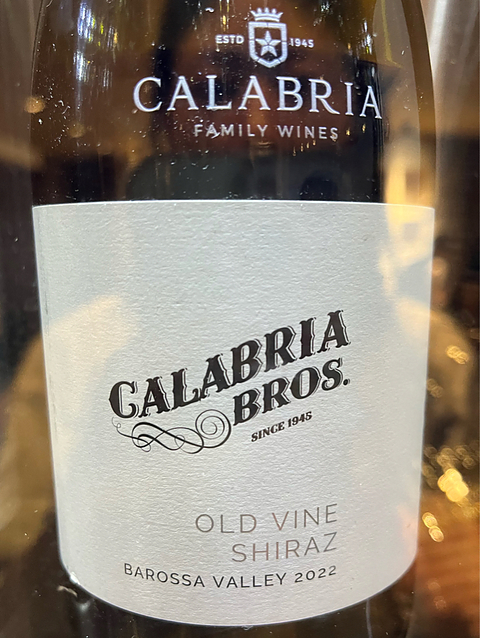 ESTD 1945
CALABRIA
FAMILY WINES
CALABRIA
BROS.
SINCE 1945
OLD VINE
SHIRAZ
BAROSSA VALLEY 2022